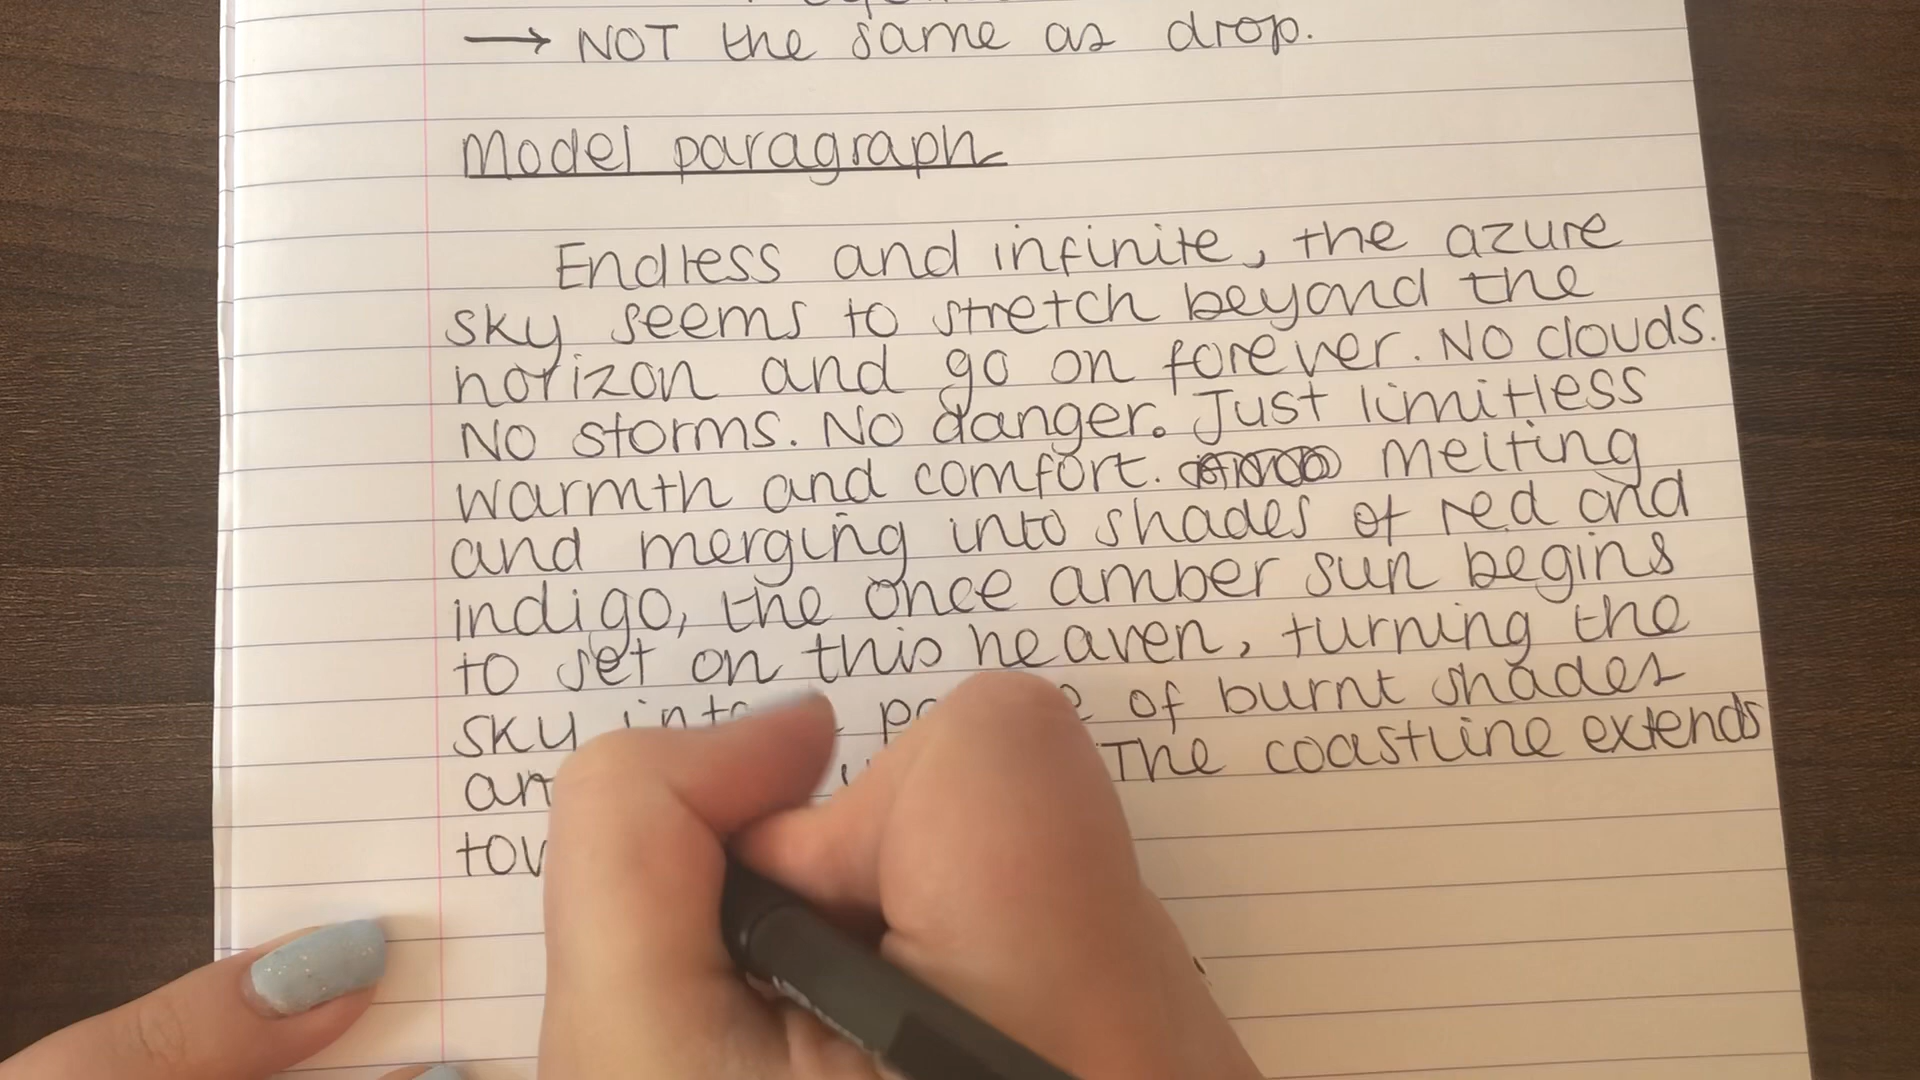 → NOT the same as drop.
Model paragraph
Endless and infinite, the azure
sky seems to stretch beyond the
horizon and go on forever. No clouds.
No storms. No danger. Just limitless
warmth and comfort. Melting
and merging into shades of red and
indigo, the once amber sun begins
to set on this heaven, turning the
sky into of burnt shades
The coastline extends